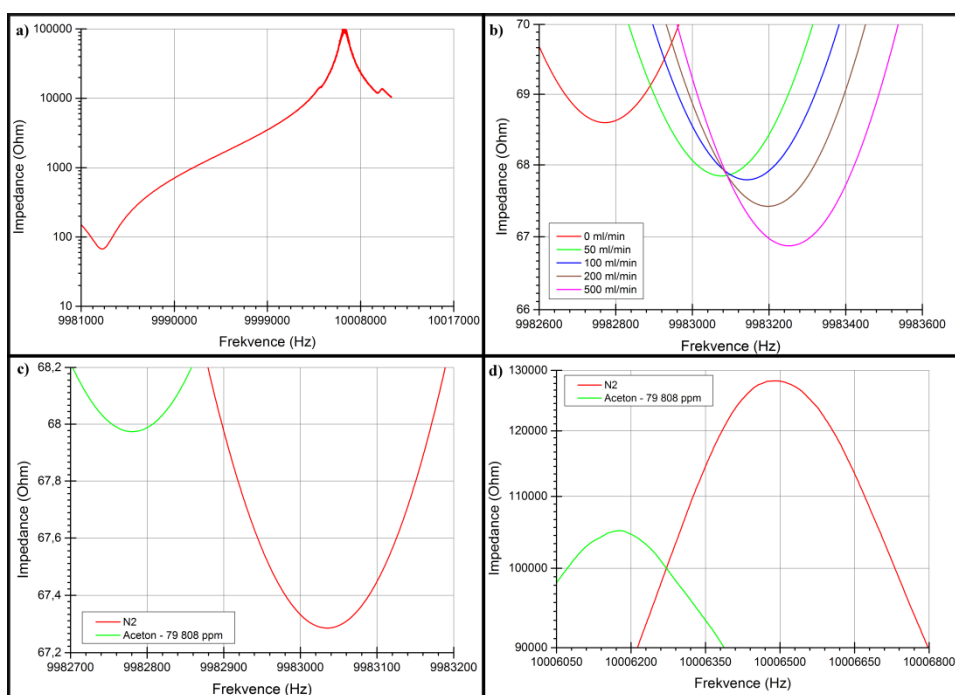 a)
100000
10000
1000
100
10
Impedance (Ohm)
9981000 9990000 9999000 10008000 10017000
Frekvence (Hz)
b)
70
69
68
67
66
Impedance (Ohm)
0 ml/min
50 ml/min
100 ml/min
200 ml/min
500 ml/min
9982600 9982800 9983000 9983200 9983400 9983600
Frekvence (Hz)
c)
68,2
68
67,8
67,6
67,4
67,2
Impedance (Ohm)
N2
Aceton - 79 808 ppm
9982700 9982800 9982900 9983000 9983100 9983200
Frekvence (Hz)
d)
130000
120000
110000
100000
90000
Impedance (Ohm)
N2
Aceton - 79 808 ppm
10006050 10006200 10006350 10006500 10006650 10006800
Frekvence (Hz)